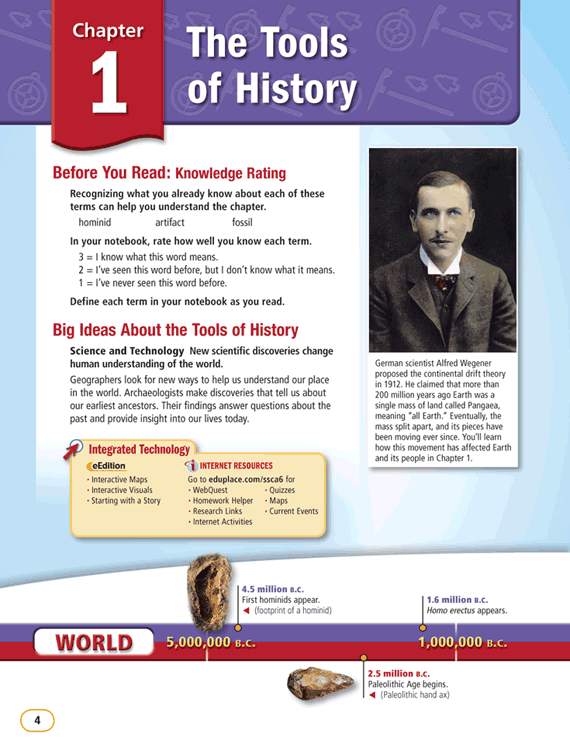 Chapter
1
The Tools
of History
Before You Read: Knowledge Rating
Recognizing what you already know about each of these
terms can help you understand the chapter.
hominid artifact fossil
In your notebook, rate how well you know each term.
3 = I know what this word means.
2 = I've seen this word before, but I don't know what it means.
1 = I've never seen this word before.
Define each term in your notebook as you read.
Big Ideas About the Tools of History
Science and Technology New scientific discoveries change
human understanding of the world.
Geographers look for new ways to help us understand our place
in the world. Archaeologists make discoveries that tell us about
our earliest ancestors. Their findings answer questions about the
past and provide insight into our lives today.
German scientist Alfred Wegener
proposed the continental drift theory
in 1912. He claimed that more than
200 million years ago Earth was a
single mass of land called Pangaea,
meaning "all Earth." Eventually, the
mass split apart, and its pieces have
been moving ever since. You'll learn
how this movement has affected Earth
and its people in Chapter 1.
Integrated Technology
eEdition
• Interactive Maps
• Interactive Visuals
• Starting with a Story
i INTERNET RESOURCES
Go to eduplace.com/ssca6 for
• WebQuest • Quizzes
• Homework Helper • Maps
• Research Links • Current Events
• Internet Activities
4.5 million B.C.
First hominids appear.
◀ (footprint of a hominid)
1.6 million B.C.
Homo erectus appears.
WORLD
5,000,000 B.C.
1,000,000 B.C.
2.5 million B.C.
Paleolithic Age begins.
◀ (Paleolithic hand ax)
4